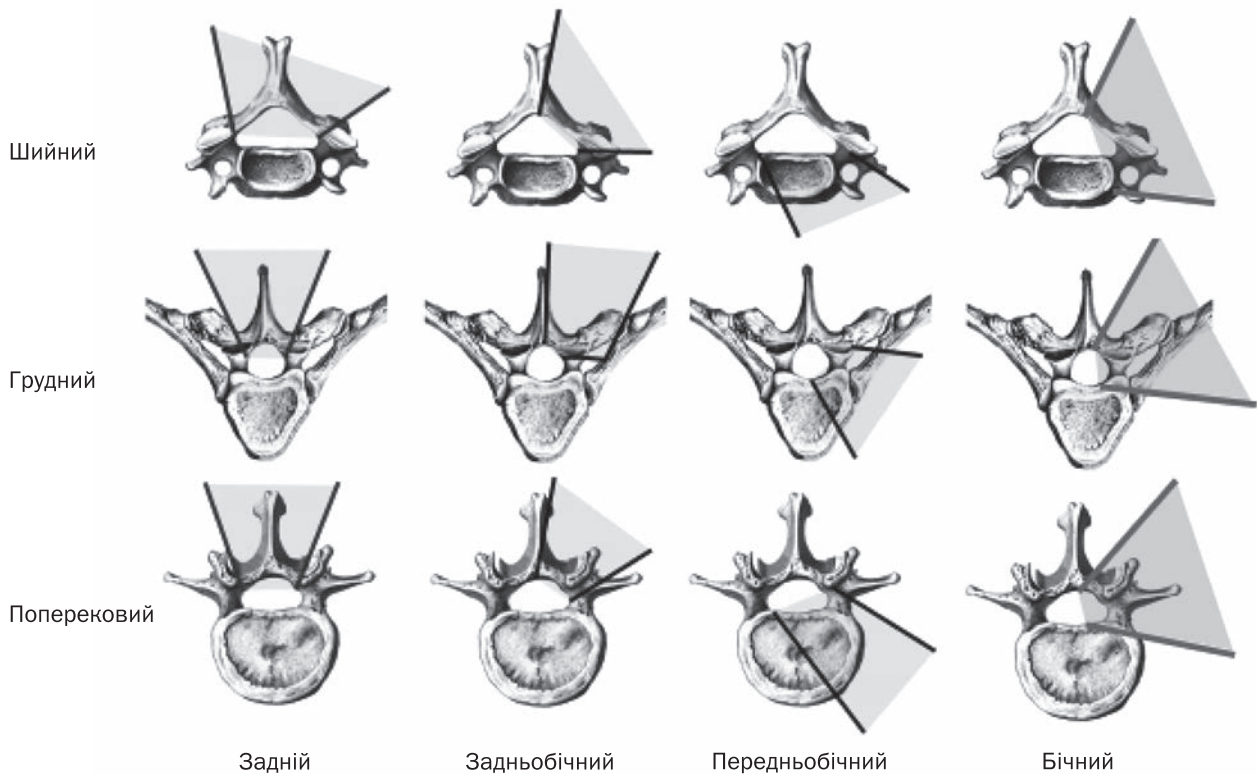 Шийний
Грудний
Поперековий
Задній
Задньобічний
Передньобічний
Бічний